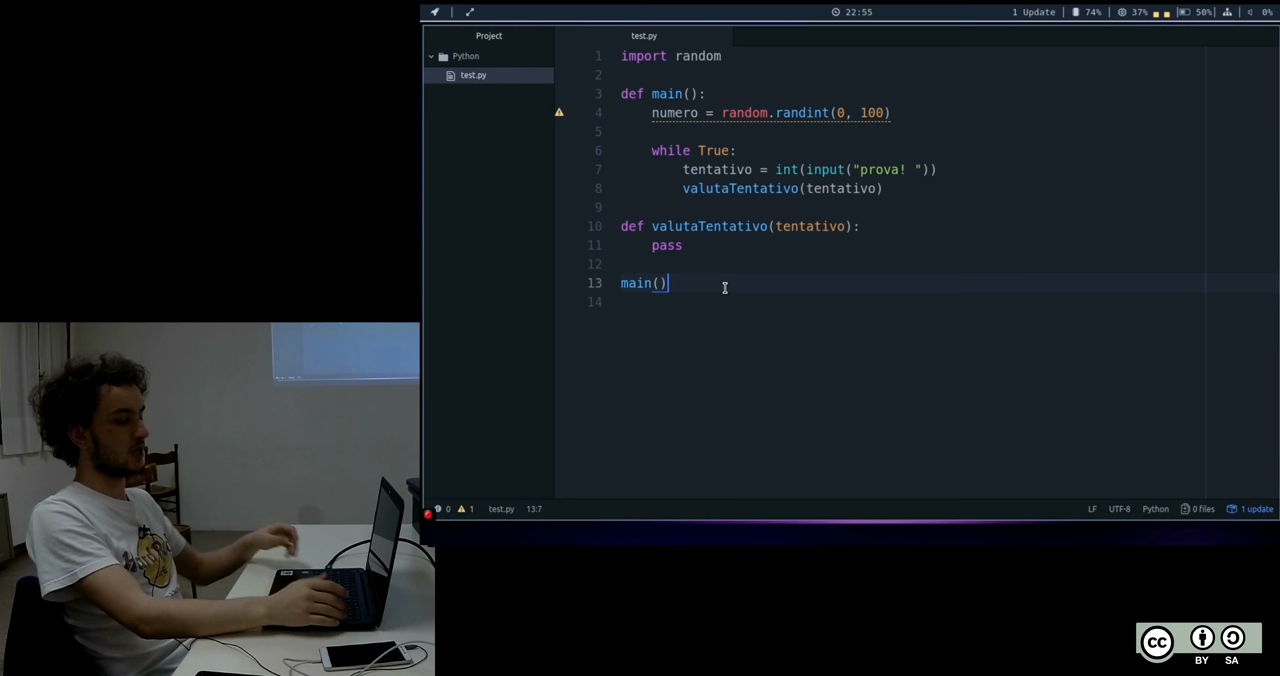 22:55
1 Update
74%
37%
50%
0%
Project
test.py
Python
test.py
1 import random
2
3 def main():
4 numero = random.randint(0, 100)
5
6 while True:
7 tentativo = int(input("prova! "))
8 valutaTentativo(tentativo)
9
10 def valutaTentativo(tentativo):
11 pass
12
13 main()
14
0 1 test.py 13:7
LF UTF-8 Python 0 files 1 update
cc
BY SA